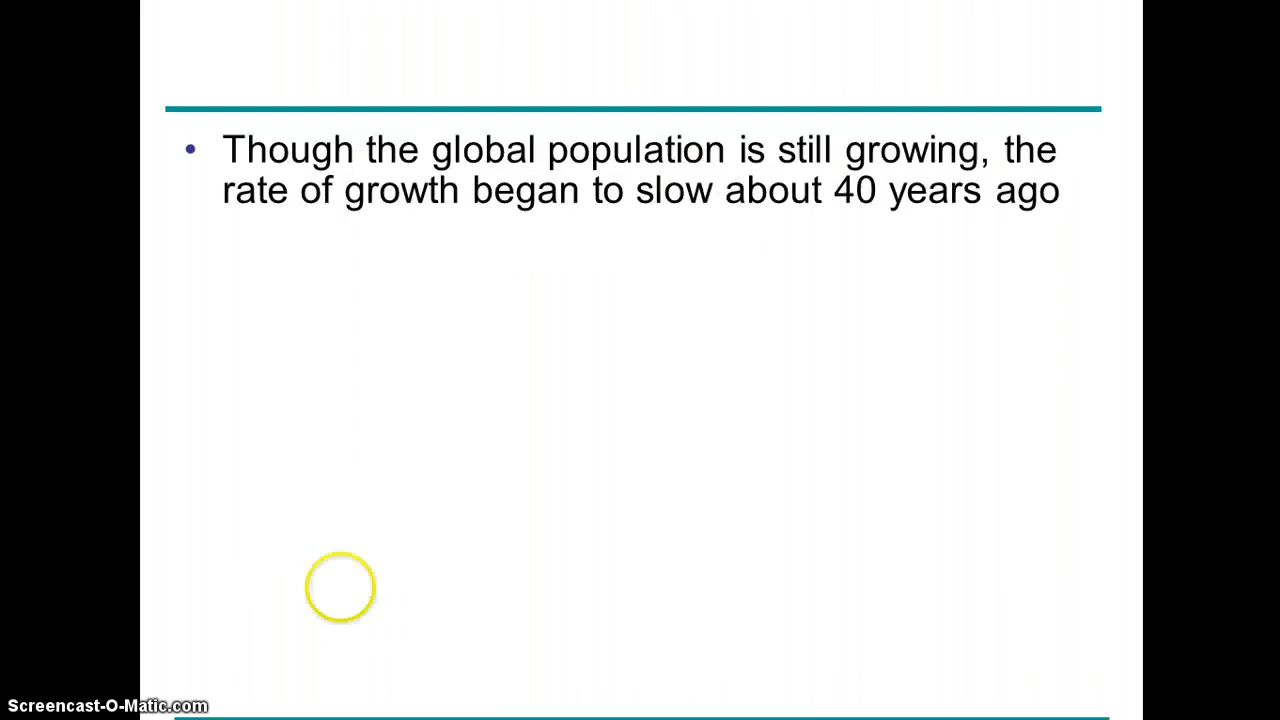 • Though the global population is still growing, the
rate of growth began to slow about 40 years ago
Screencast-O-Matic.com